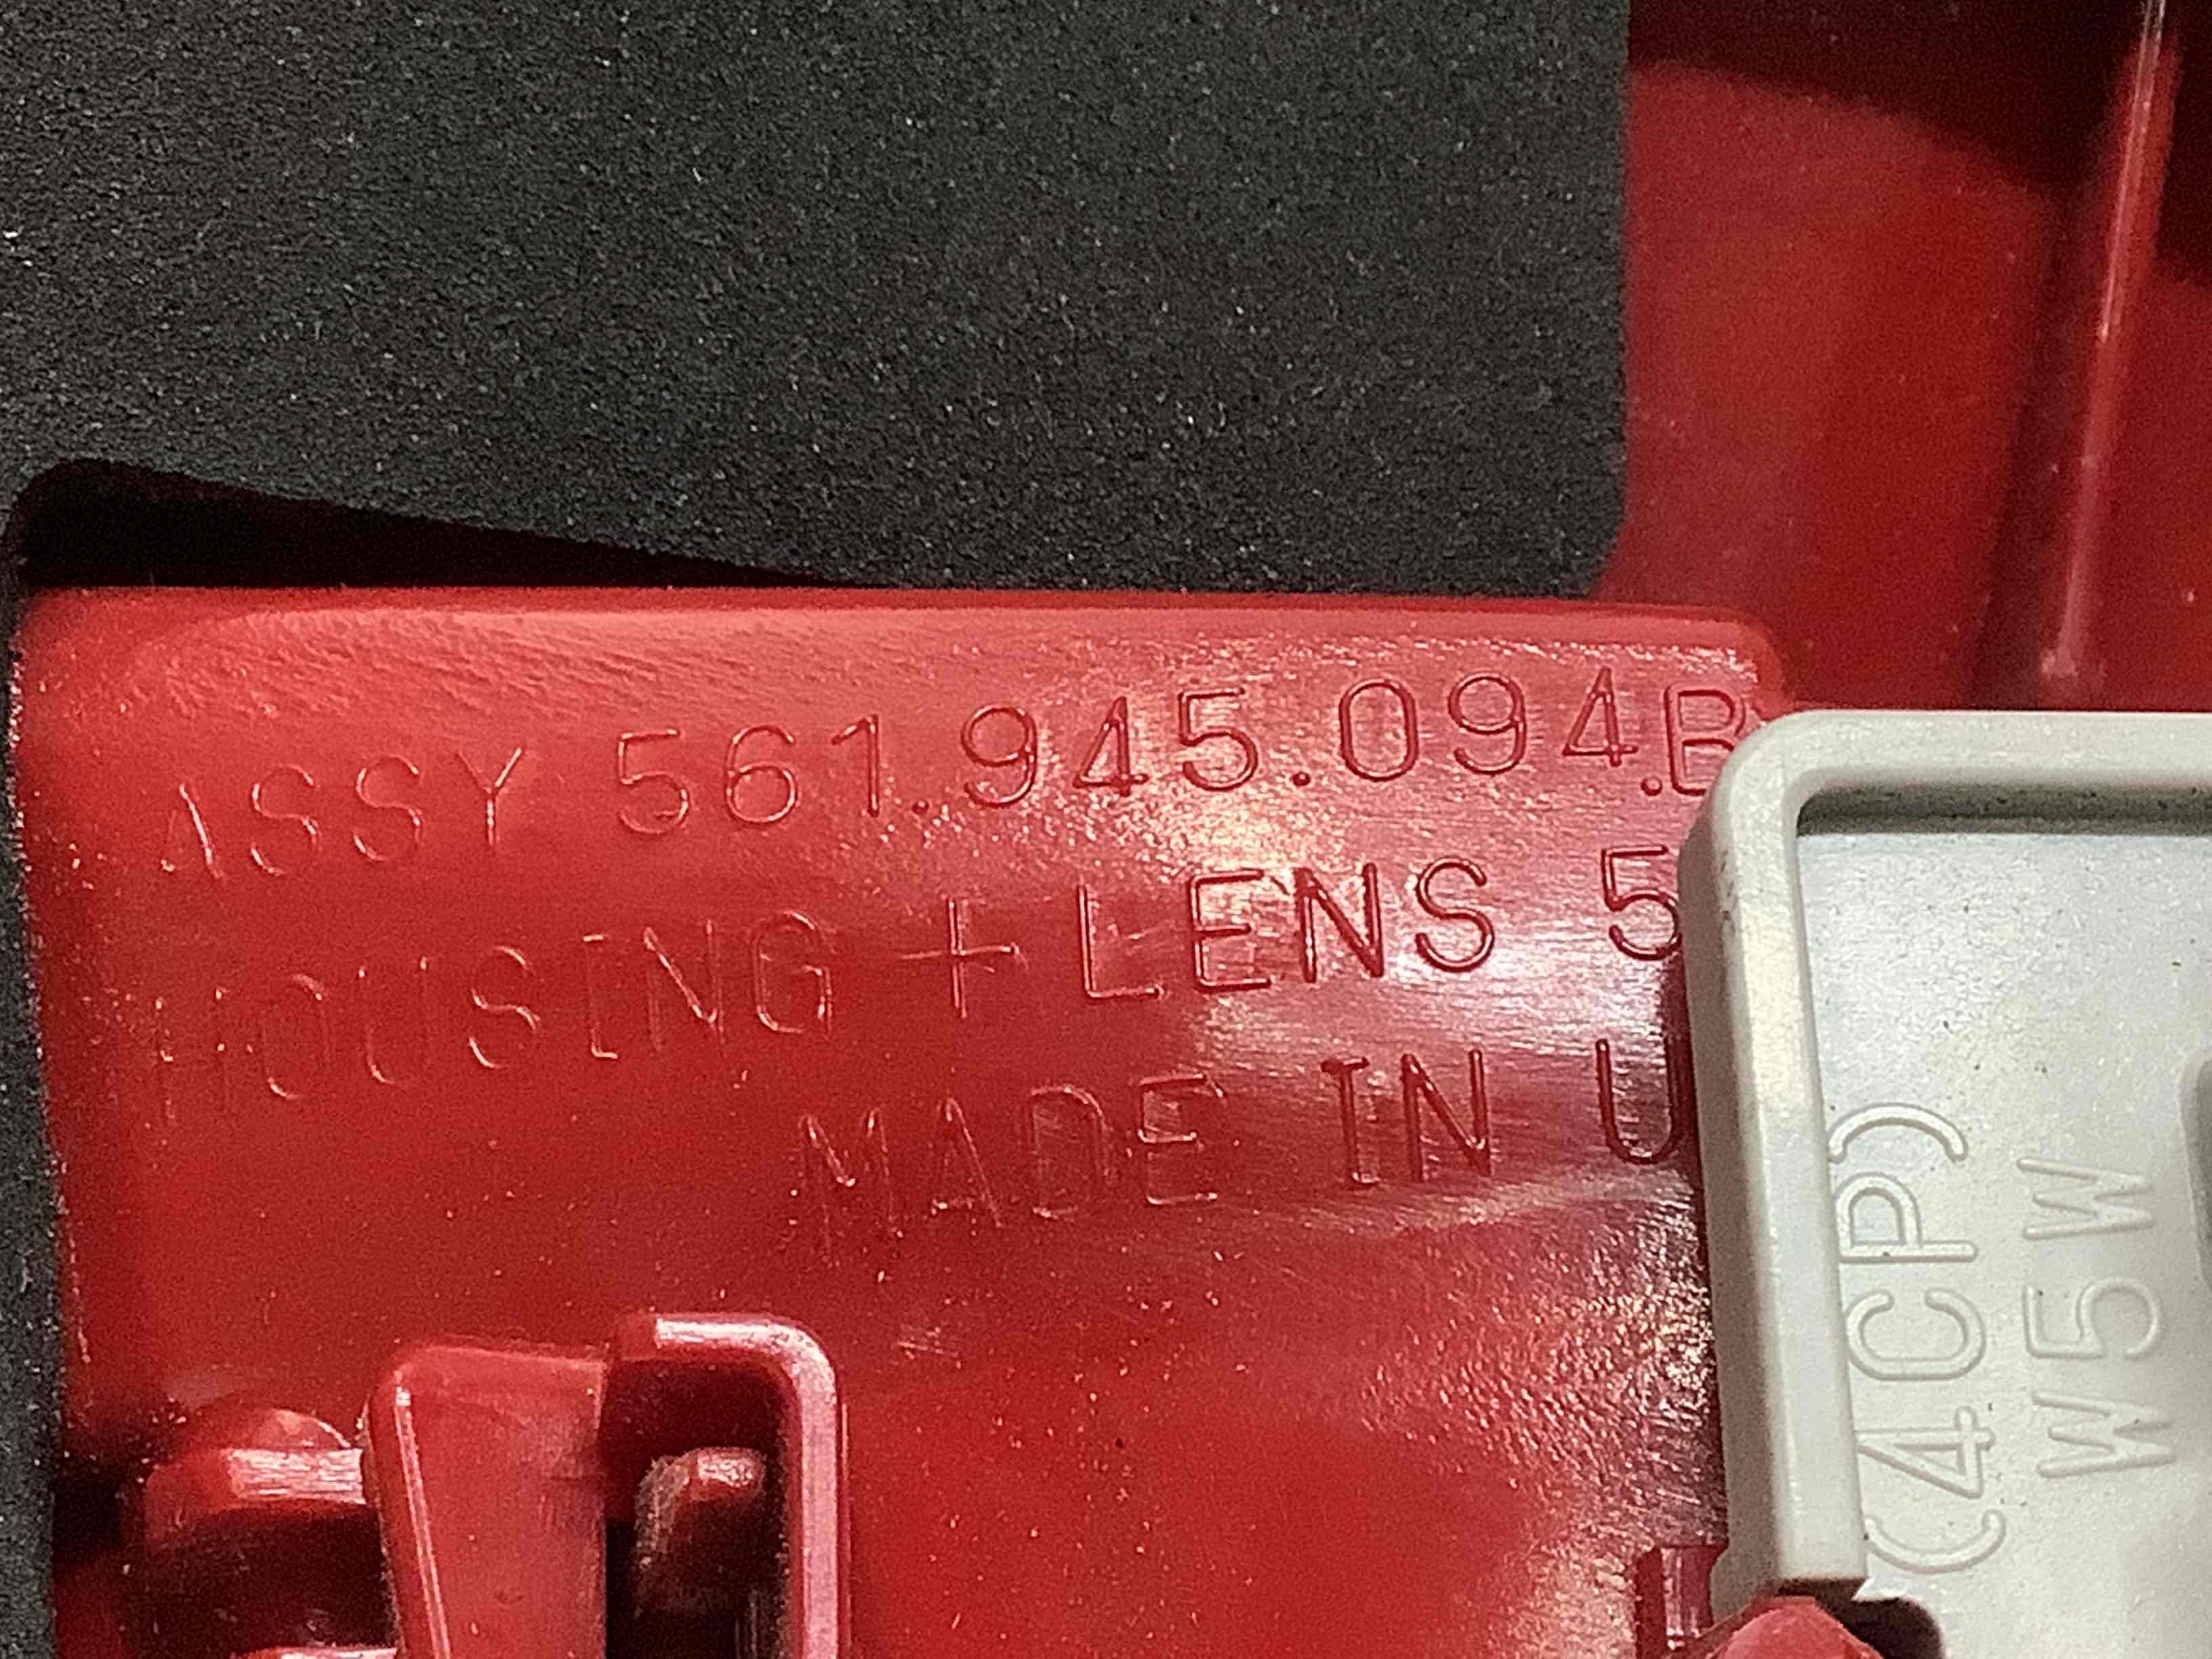 ASSY 561.945.094.B
HOUSING + LENS 5
MADE IN U
(4CP)
W5W